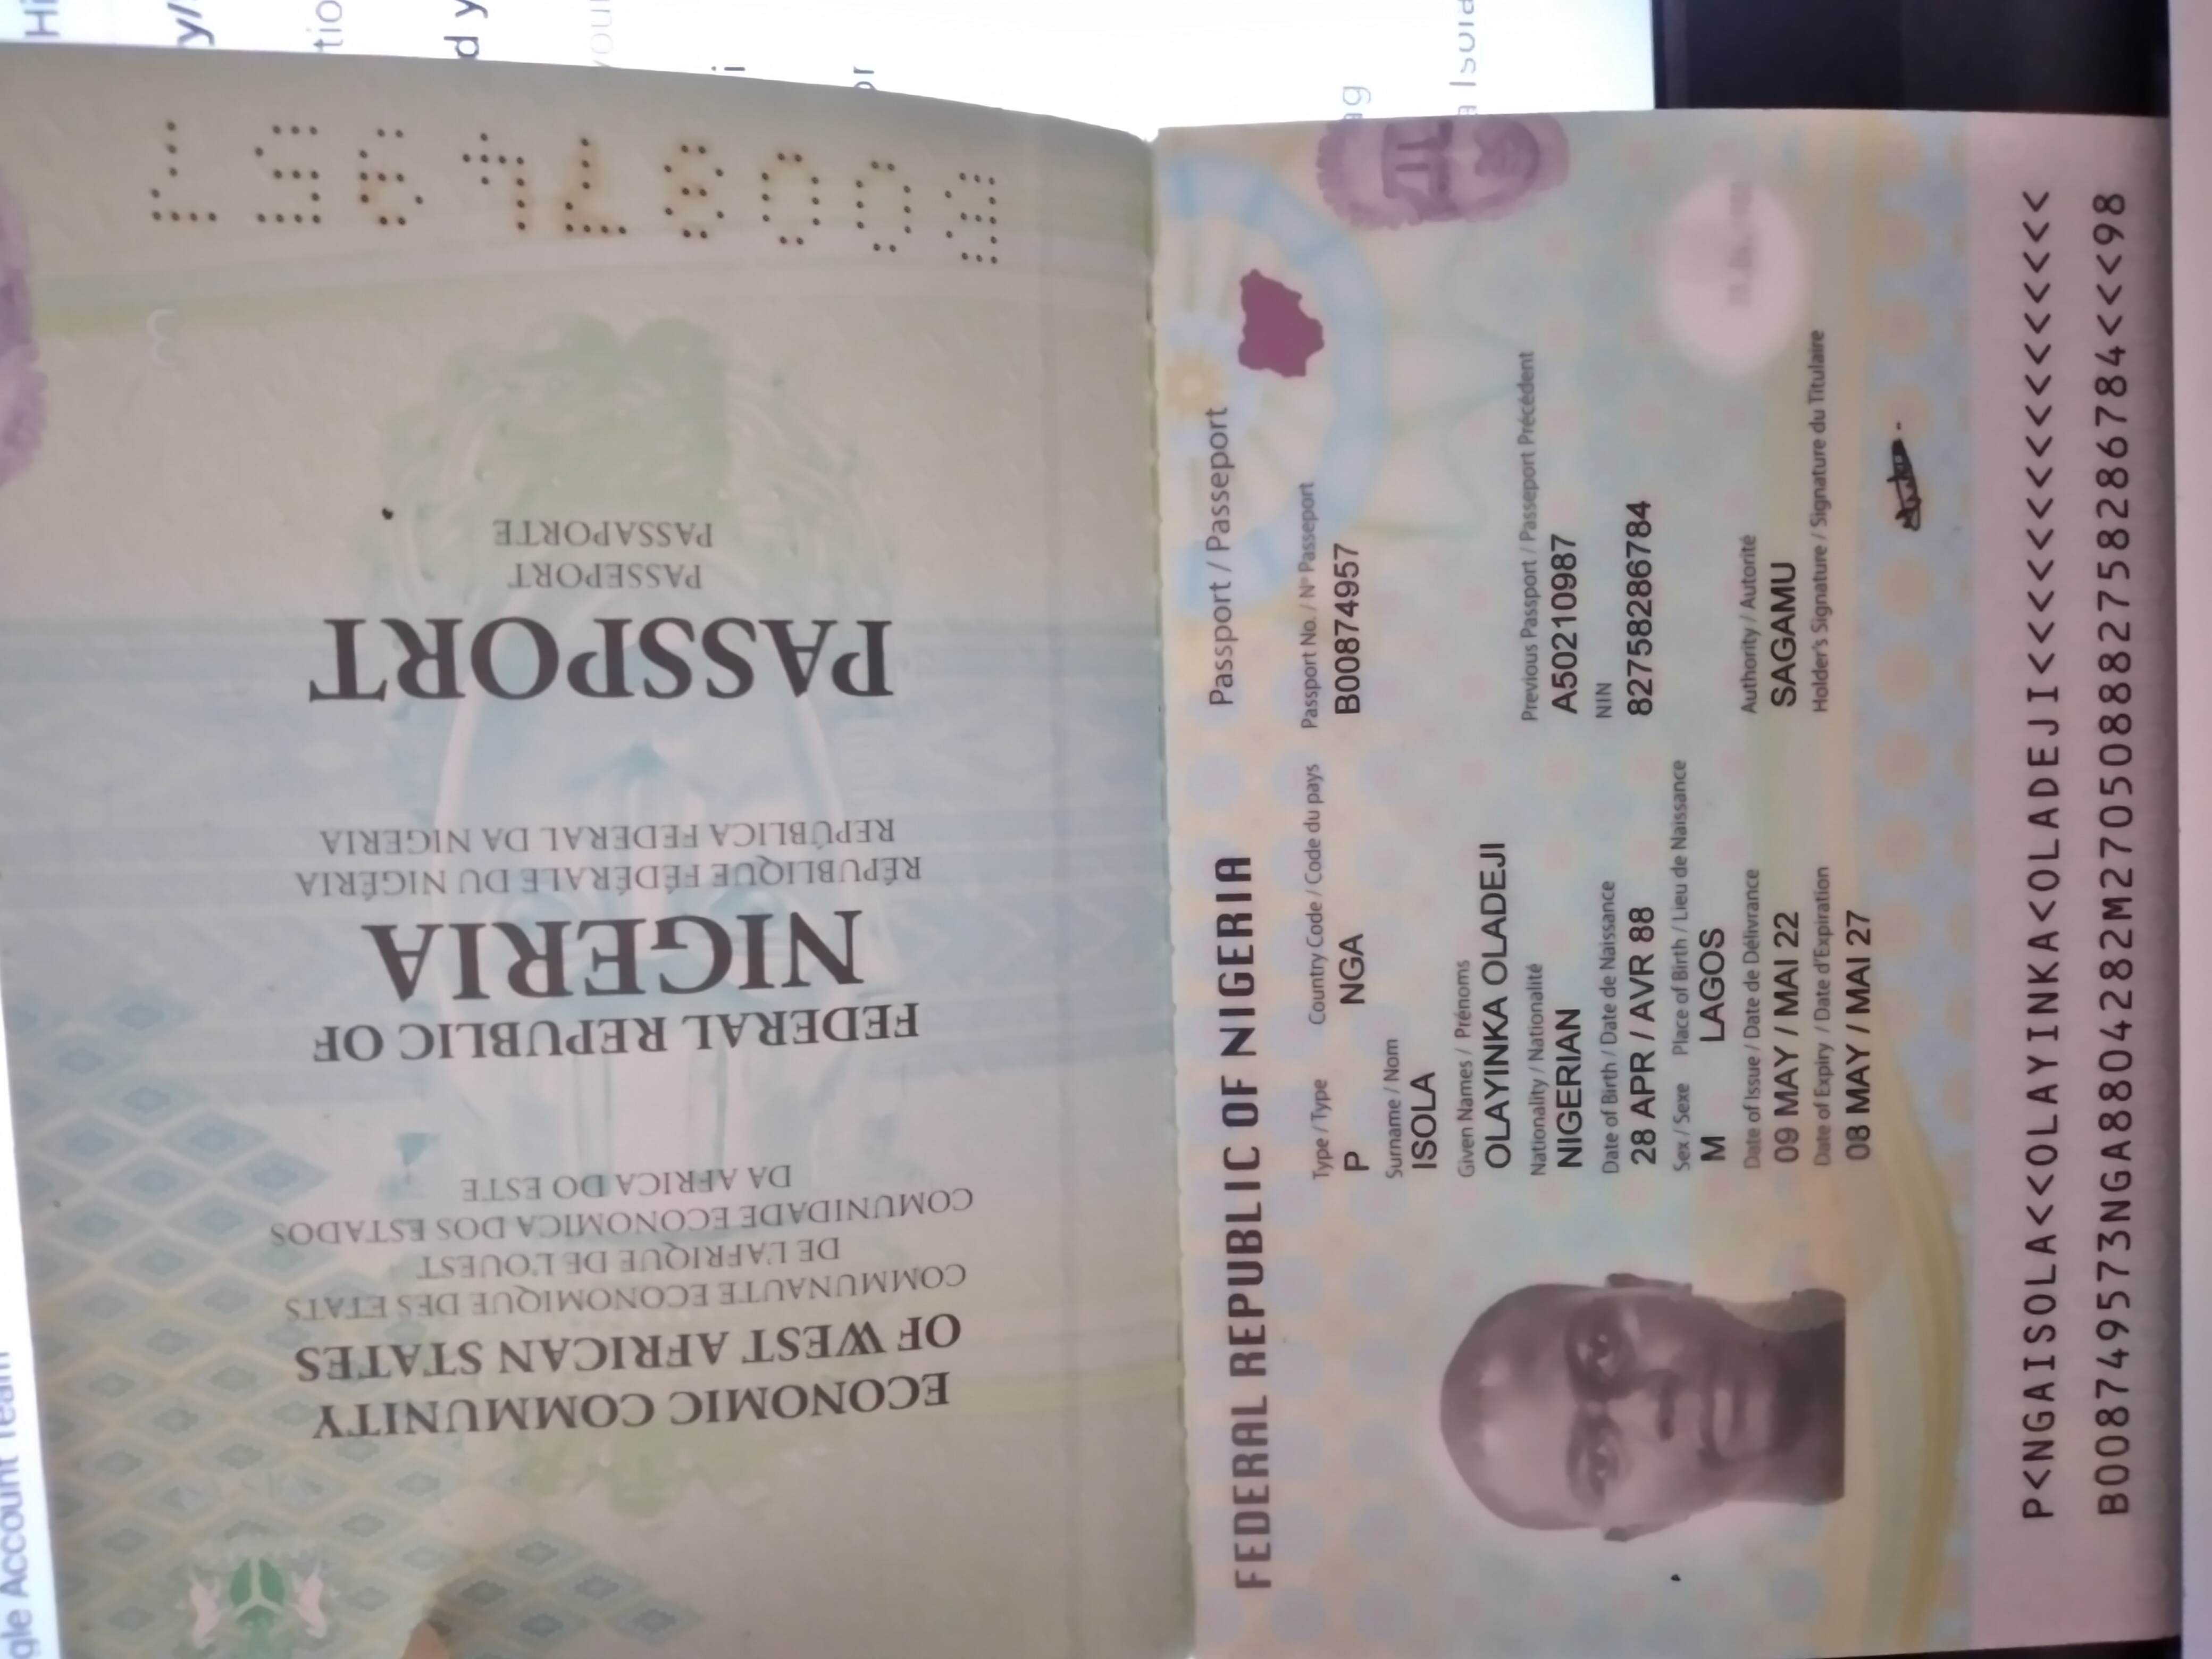 ECONOMIC COMMUNITY
OF WEST AFRICAN STATES
COMMUNAUTE ECONOMIQUE DES ETATS
DE L'AFRIQUE DE L'OUEST
COMUNIDADE ECONOMICA DOS ESTADOS
DA AFRICA DO ESTE
FEDERAL REPUBLIC OF
NIGERIA
RÉPUBLIQUE FÉDÉRALE DU NIGÉRIA
REPÚBLICA FEDERAL DA NIGERIA
PASSPORT
PASSEPORT
PASSAPORTE
B00874957
FEDERAL REPUBLIC OF NIGERIA
Passport / Passeport
Type / Type Country Code / Code du pays Passport No. / Nº Passeport
P NGA B00874957
Surname / Nom
ISOLA
Given Names / Prénoms
OLAYINKA OLADEJI
Nationality / Nationalité Previous Passport / Passeport Précédent
NIGERIAN A50210987
Date of Birth / Date de Naissance NIN
28 APR / AVR 88 82758286784
Sex / Sexe Place of Birth / Lieu de Naissance
M LAGOS
Date of Issue / Date de Délivrance Authority / Autorité
09 MAY / MAI 22 SAGAMU
Date of Expiry / Date d'Expiration Holder's Signature / Signature du Titulaire
08 MAY / MAI 27
P<NGAISOLA<<OLAYINKA<OLADEJI<<<<<<<<<<<<<<<<
B008749573NGA8804282M270508882758286784<<<98